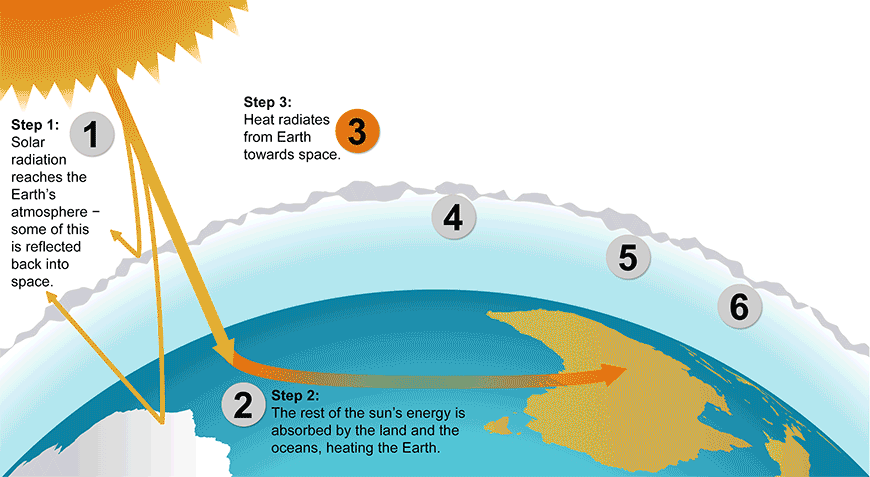 Step 1:
Solar
radiation
reaches the
Earth's
atmosphere –
some of this
is reflected
back into
space.
1
Step 3:
Heat radiates
from Earth
towards space.
3
4
5
6
2
Step 2:
The rest of the sun's energy is
absorbed by the land and the
oceans, heating the Earth.